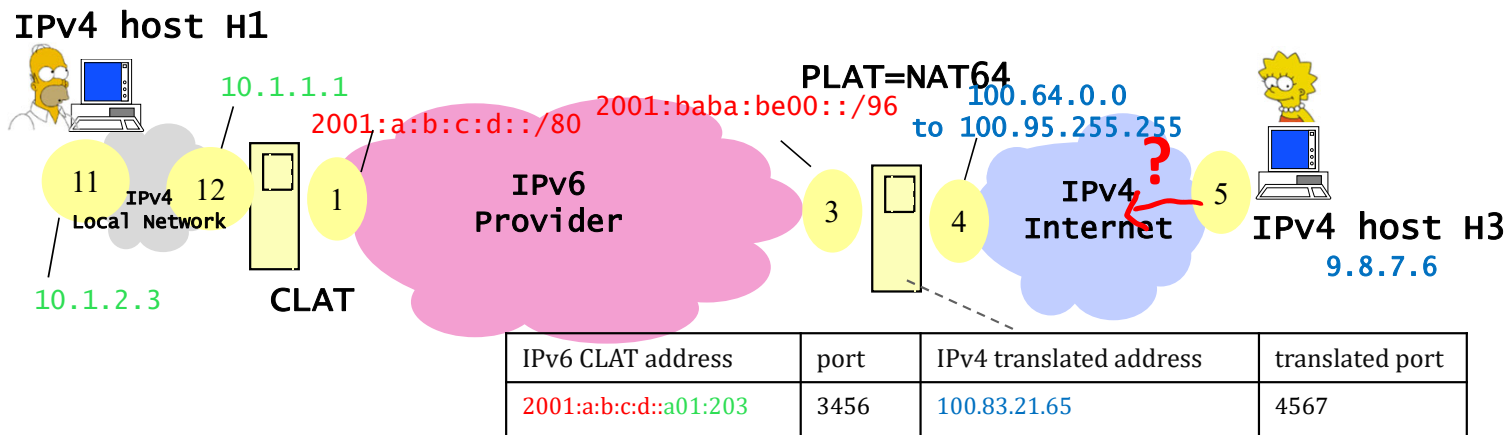 IPv4 host H1
10.1.1.1
2001:a:b:c:d::/80
2001:baba:be00::/96
PLAT=NAT64
100.64.0.0
to 100.95.255.255
?
11
IPv4
Local Network
12
1
IPv6
Provider
3
4
IPv4
Internet
5
IPv4 host H3
9.8.7.6
10.1.2.3
CLAT
IPv6 CLAT address port IPv4 translated address translated port
2001:a:b:c:d::a01:203 3456 100.83.21.65 4567